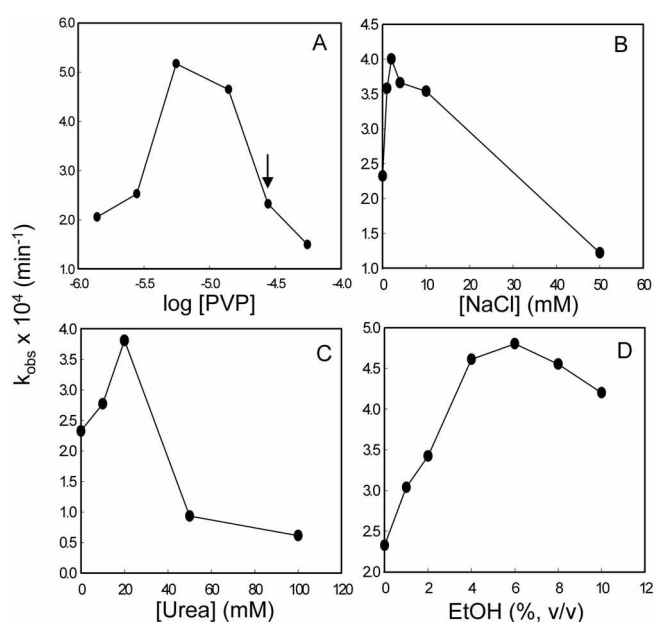 A
6.0
5.0
4.0
3.0
2.0
1.0
-6.0 -5.5 -5.0 -4.5 -4.0
log [PVP]
B
4.5
4.0
3.5
3.0
2.5
2.0
1.5
1.0
0 10 20 30 40 50 60
[NaCl] (mM)
k_obs x 10⁴ (min⁻¹)
C
4.0
3.5
3.0
2.5
2.0
1.5
1.0
0.5
0.0
0 20 40 60 80 100 120
[Urea] (mM)
D
5.0
4.5
4.0
3.5
3.0
2.5
2.0
0 2 4 6 8 10 12
EtOH (%, v/v)